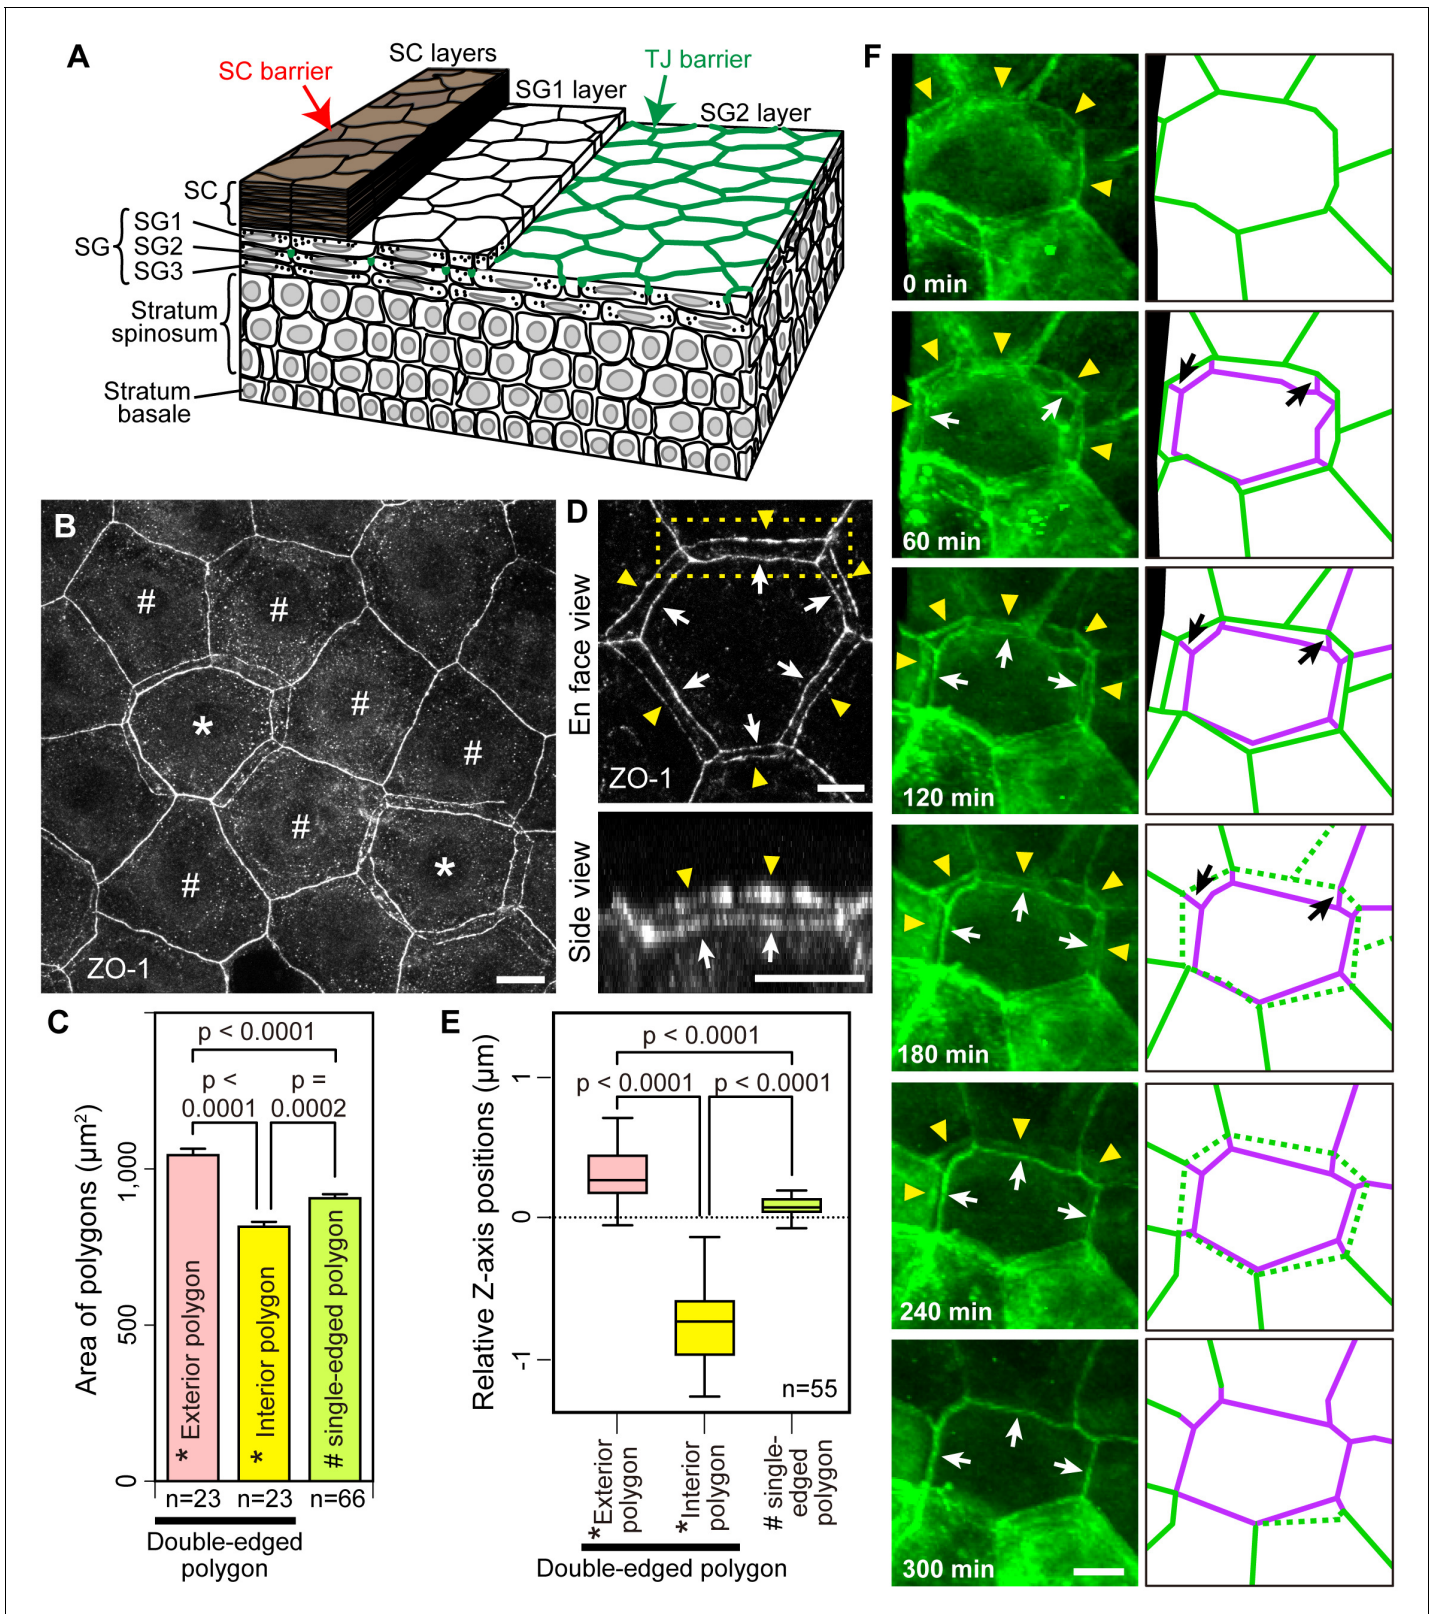 A
SC barrier
SC layers
SG1 layer
TJ barrier
SG2 layer
SC
SG
SG1
SG2
SG3
Stratum
spinosum
Stratum
basale
B
#
#
#
*
#
#
*
#
ZO-1
D
En face view
ZO-1
Side view
C
p < 0.0001
p <
0.0001
p =
0.0002
Area of polygons (µm²)
1,000
500
0
* Exterior polygon
* Interior polygon
# single-edged polygon
n=23
n=23
n=66
Double-edged
polygon
E
p < 0.0001
p < 0.0001
p < 0.0001
Relative Z-axis positions (µm)
1
0
-1
n=55
*Exterior
polygon
*Interior
polygon
# single-
edged
polygon
Double-edged polygon
F
0 min
60 min
120 min
180 min
240 min
300 min